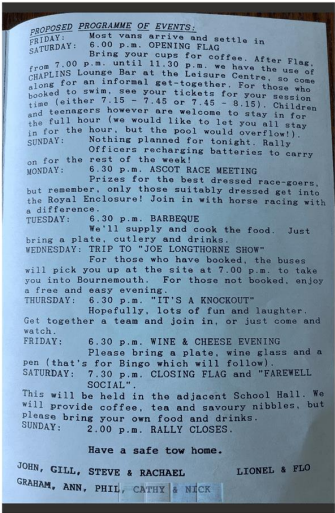 PROPOSED PROGRAMME OF EVENTS:
FRIDAY: Most vans arrive and settle in
SATURDAY: 6.00 p.m. OPENING FLAG
Bring your cups for coffee. After Flag,
from 7.00 p.m. until 11.30 p.m. we have the use of
CHAPLINS Lounge Bar at the Leisure Centre, so come
along for an informal get-together. For those who
booked to swim, see your tickets for your session
time (either 7.15 - 7.45 or 7.45 - 8.15). Children
and teengers however are welcome to stay in for
the full hour (we would like to let you all stay
in for the hour, but the pool would overflow!).
SUNDAY: Nothing planned for tonight. Rally
Officers recharging batteries to carry
on for the rest of the week!
MONDAY: 6.30 p.m. ASCOT RACE MEETING
Prizes for the best dressed race-goers,
but remember, only those suitably dressed get into
the Royal Enclosure! Join in with horse racing with
a difference.
TUESDAY: 6.30 p.m. BARBEQUE
We'll supply and cook the food. Just
bring a plate, cutlery and drinks.
WEDNESDAY: TRIP TO "JOE LONGTHORNE SHOW"
For those who have booked, the buses
will pick you up at the site at 7.00 p.m. to take
you into Bournemouth. For those not booked, enjoy
a free and easy evening.
THURSDAY: 6.30 p.m. "IT'S A KNOCKOUT"
Hopefully, lots of fun and laughter.
Get together a team and join in, or just come and
watch.
FRIDAY: 6.30 p.m. WINE & CHEESE EVENING
Please bring a plate, wine glass and a
pen (that's for Bingo which will follow).
SATURDAY: 7.30 p.m. CLOSING FLAG and "FAREWELL
SOCIAL".
This will be held in the adjacent School Hall. We
will provide coffee, tea and savoury nibbles, but
please bring your own food and drinks.
SUNDAY: 2.00 p.m. RALLY CLOSES.
Have a safe tow home.
JOHN, GILL, STEVE & RACHAEL LIONEL & FLO
GRAHAM, ANN, PHIL, CATHY & NICK